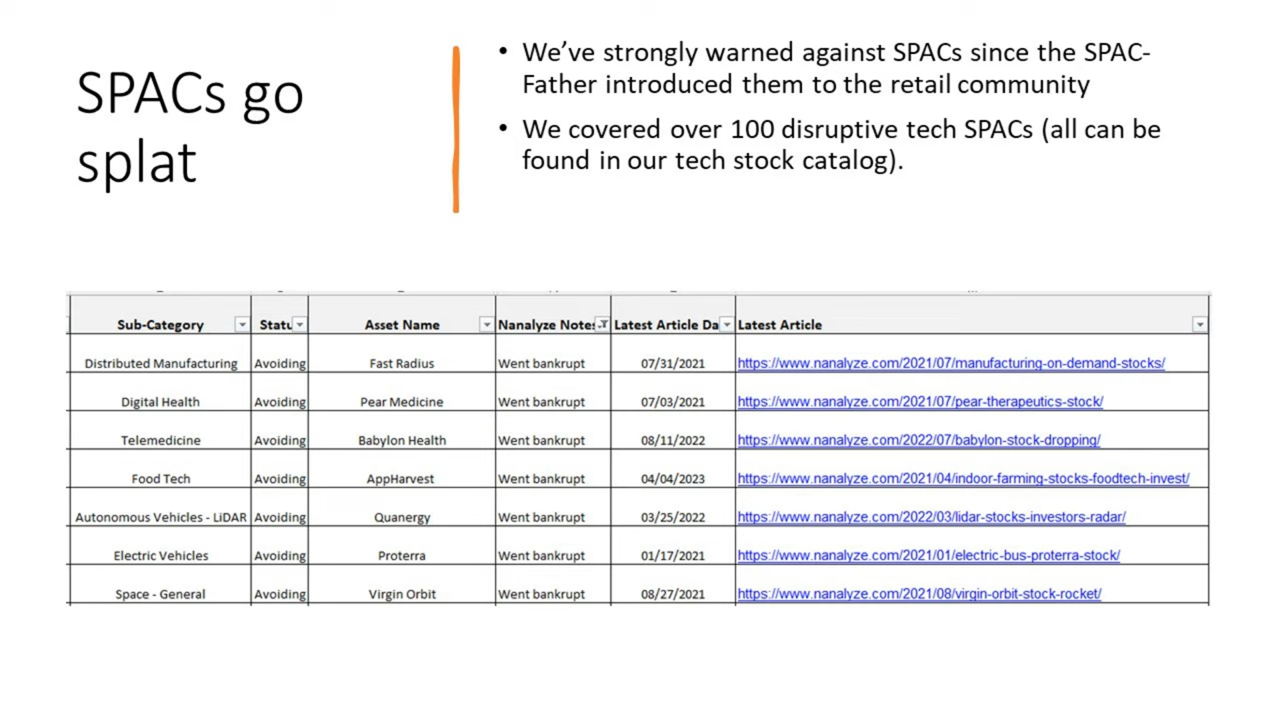 SPACs go
splat
• We’ve strongly warned against SPACs since the SPAC-
Father introduced them to the retail community
• We covered over 100 disruptive tech SPACs (all can be
found in our tech stock catalog).
Sub-Category Statu Asset Name Nanalyze Notes Latest Article Da Latest Article
Distributed Manufacturing Avoiding Fast Radius Went bankrupt 07/31/2021 https://www.nanalyze.com/2021/07/manufacturing-on-demand-stocks/
Digital Health Avoiding Pear Medicine Went bankrupt 07/03/2021 https://www.nanalyze.com/2021/07/pear-therapeutics-stock/
Telemedicine Avoiding Babylon Health Went bankrupt 08/11/2022 https://www.nanalyze.com/2022/07/babylon-stock-dropping/
Food Tech Avoiding AppHarvest Went bankrupt 04/04/2023 https://www.nanalyze.com/2021/04/indoor-farming-stocks-foodtech-invest/
Autonomous Vehicles - LiDAR Avoiding Quanergy Went bankrupt 03/25/2022 https://www.nanalyze.com/2022/03/lidar-stocks-investors-radar/
Electric Vehicles Avoiding Proterra Went bankrupt 01/17/2021 https://www.nanalyze.com/2021/01/electric-bus-proterra-stock/
Space - General Avoiding Virgin Orbit Went bankrupt 08/27/2021 https://www.nanalyze.com/2021/08/virgin-orbit-stock-rocket/